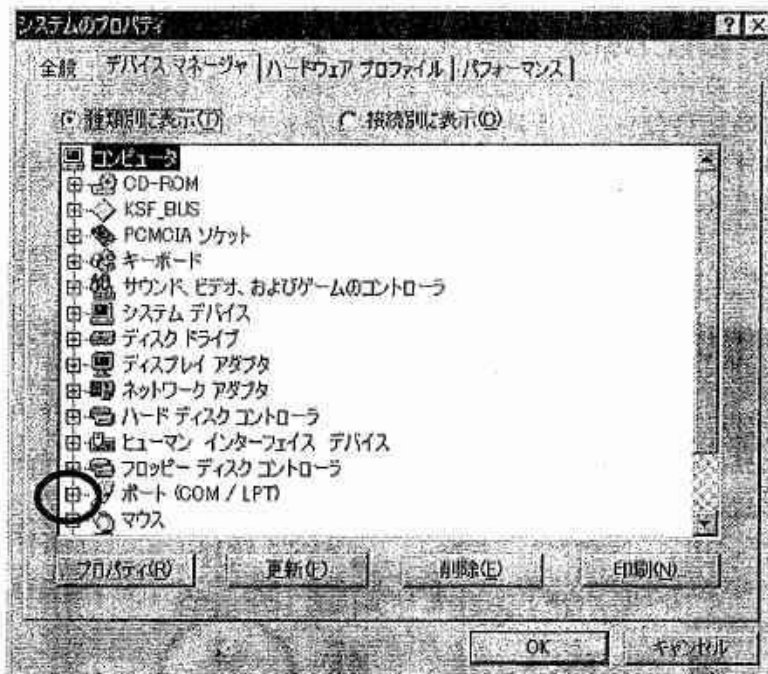 システムのプロパティ
全般 デバイス マネージャ ハードウェア プロファイル パフォーマンス
種類別に表示(T) 接続別に表示(O)
コンピュータ
CD-ROM
KSF_BUS
PCMCIA ソケット
キーボード
サウンド、ビデオ、およびゲームのコントローラ
システム デバイス
ディスク ドライブ
ディスプレイ アダプタ
ネットワーク アダプタ
ハード ディスク コントローラ
ヒューマン インターフェイス デバイス
フロッピー ディスク コントローラ
ポート (COM / LPT)
マウス
プロパティ(R) 更新(F) 削除(E) 印刷(N)...
OK キャンセル